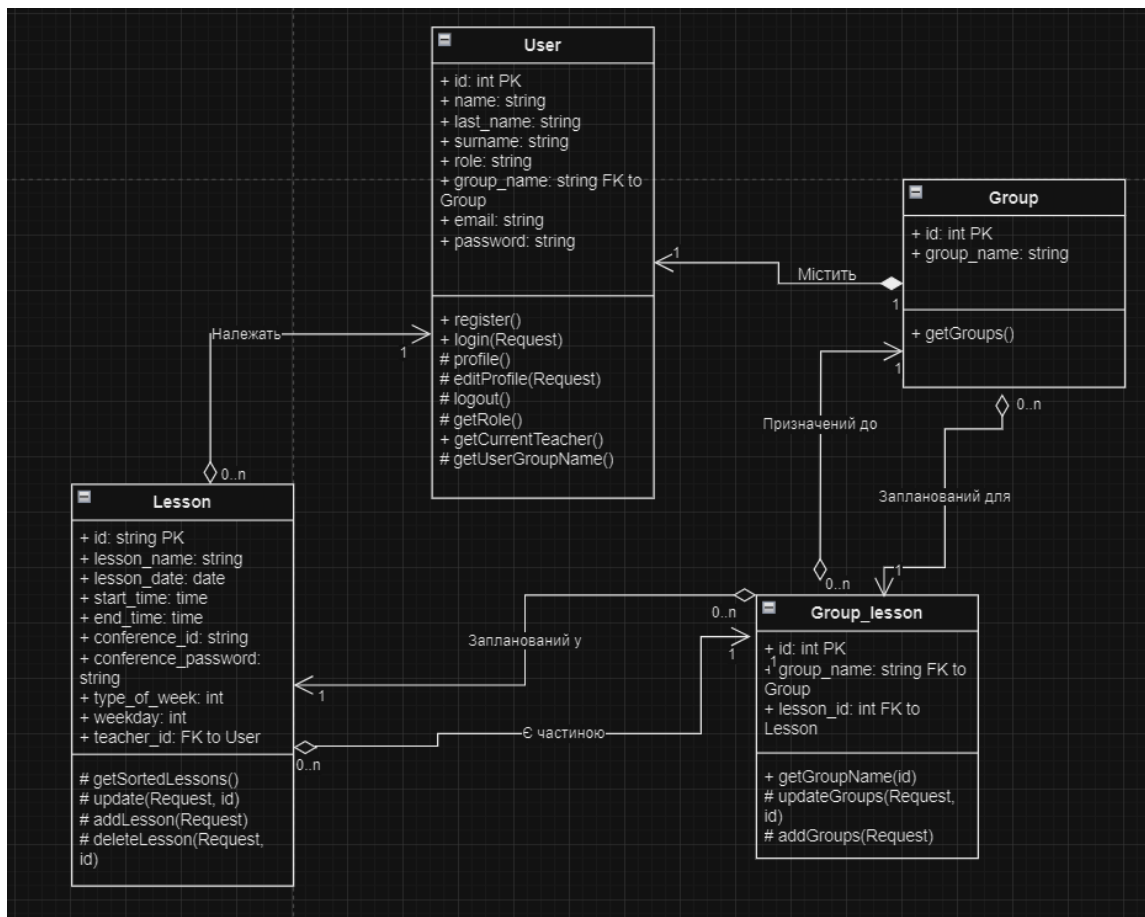 User
+ id: int PK
+ name: string
+ last_name: string
+ surname: string
+ role: string
+ group_name: string FK to
Group
+ email: string
+ password: string
+ register()
+ login(Request)
# profile()
# editProfile(Request)
# logout()
# getRole()
+ getCurrentTeacher()
# getUserGroupName()
Group
+ id: int PK
+ group_name: string
+ getGroups()
1
Містить
1
Належать
1
0..n
1
Призначений до
0..n
0..n
Запланований для
1
Lesson
+ id: string PK
+ lesson_name: string
+ lesson_date: date
+ start_time: time
+ end_time: time
+ conference_id: string
+ conference_password:
string
+ type_of_week: int
+ weekday: int
+ teacher_id: FK to User
# getSortedLessons()
# update(Request, id)
# addLesson(Request)
# deleteLesson(Request,
id)
0..n
Запланований у
1
1
Є частиною
0..n
Group_lesson
+ id: int PK
1
+ group_name: string FK to
Group
+ lesson_id: int FK to
Lesson
+ getGroupName(id)
# updateGroups(Request,
id)
# addGroups(Request)